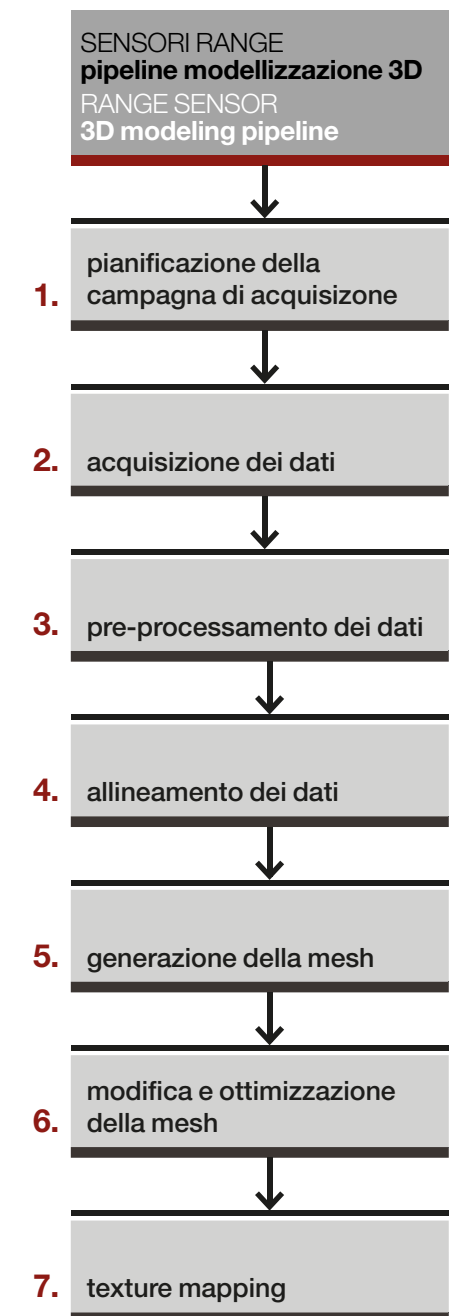 SENSORI RANGE
pipeline modellizzazione 3D
RANGE SENSOR
3D modeling pipeline
pianificazione della
1. campagna di acquisizone
2. acquisizione dei dati
3. pre-processamento dei dati
4. allineamento dei dati
5. generazione della mesh
modifica e ottimizzazione
6. della mesh
7. texture mapping